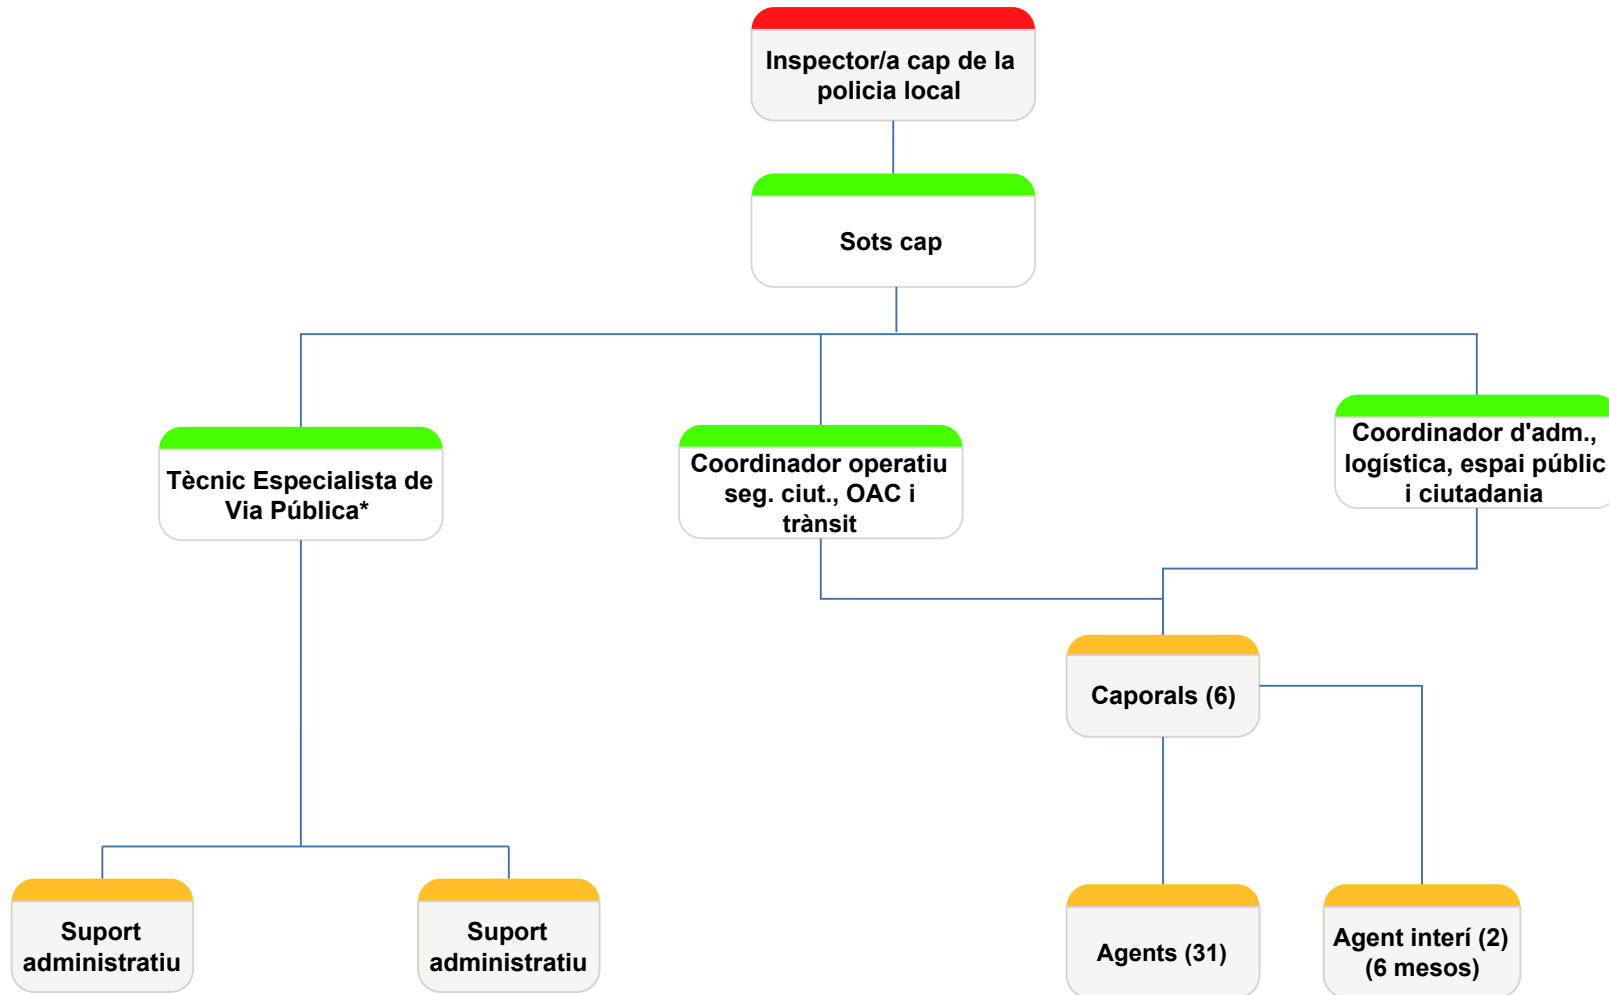 Inspector/a cap de la
policia local
Sots cap
Tècnic Especialista de
Via Pública*
Coordinador operatiu
seg. ciut., OAC i
trànsit
Coordinador d'adm.,
logística, espai públic
i ciutadania
Caporals (6)
Suport
administratiu
Suport
administratiu
Agents (31)
Agent interí (2)
(6 mesos)